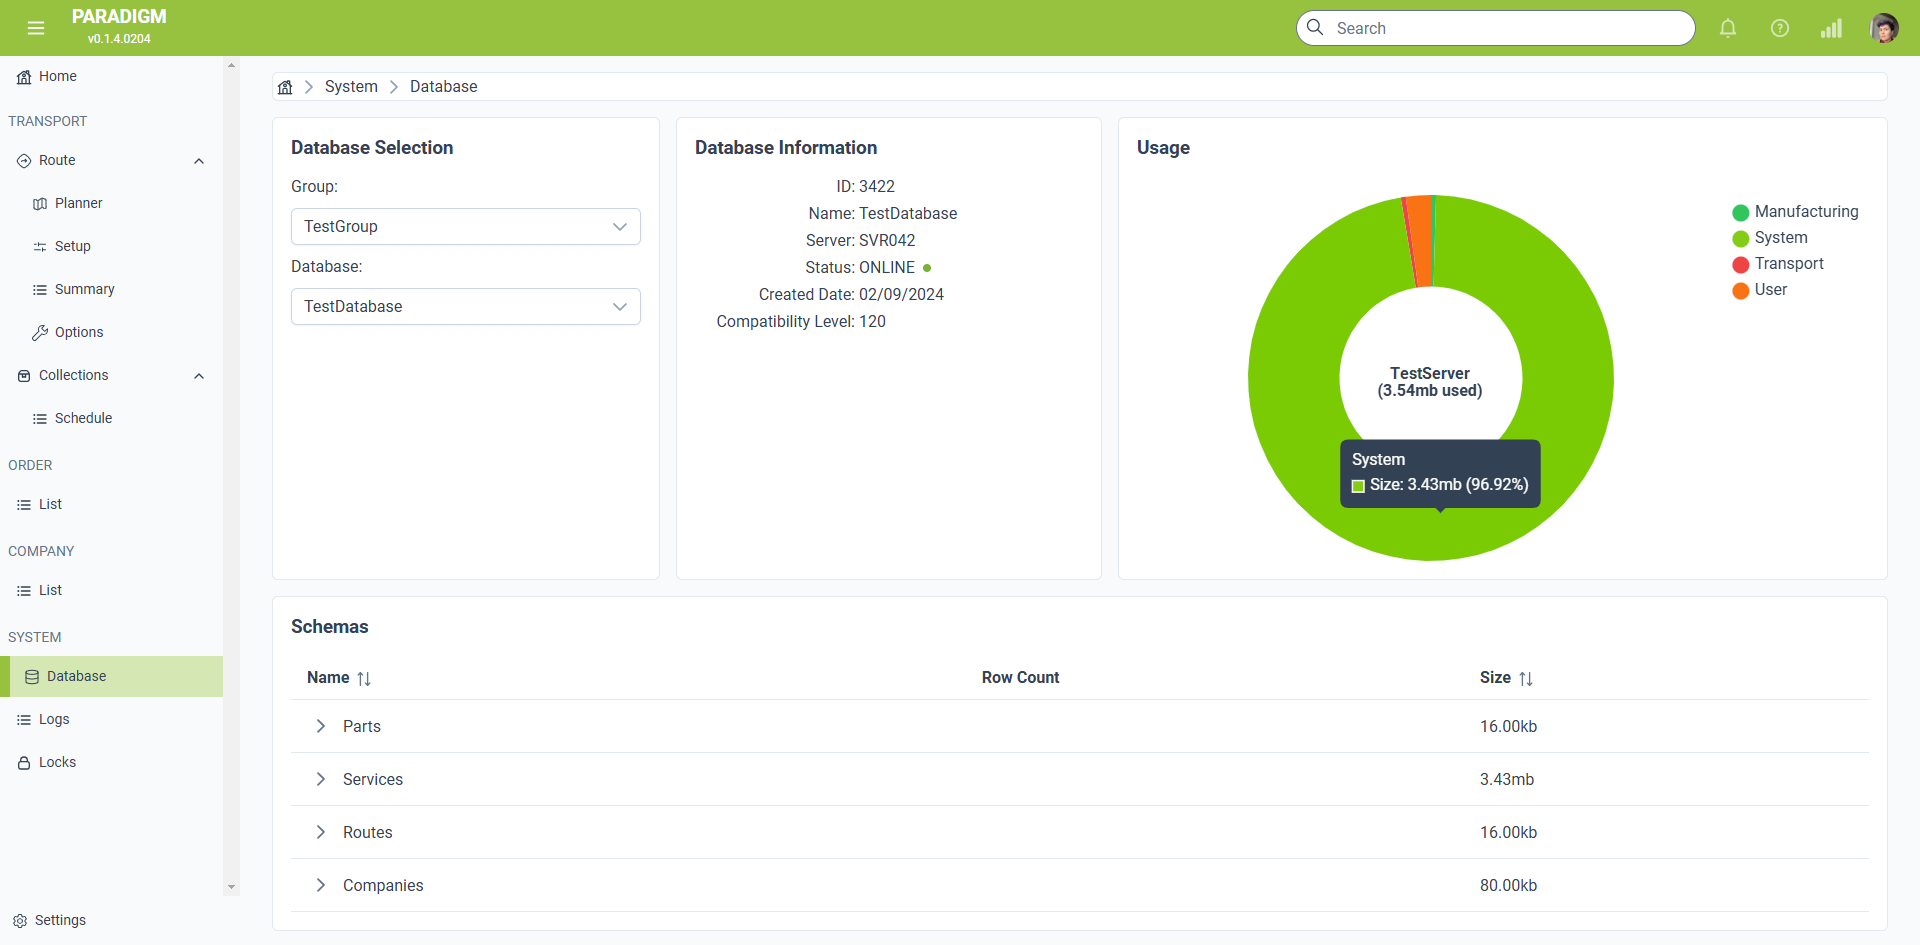 PARADIGM
v0.1.4.0204
Search
Home
TRANSPORT
Route
Planner
Setup
Summary
Options
Collections
Schedule
ORDER
List
COMPANY
List
SYSTEM
Database
Logs
Locks
Settings
System
Database
Database Selection
Group:
TestGroup
Database:
TestDatabase
Database Information
ID: 3422
Name: TestDatabase
Server: SVR042
Status: ONLINE
Created Date: 02/09/2024
Compatibility Level: 120
Usage
Manufacturing
System
Transport
User
TestServer
(3.54mb used)
System
Size: 3.43mb (96.92%)
Schemas
Name Row Count Size
Parts 16.00kb
Services 3.43mb
Routes 16.00kb
Companies 80.00kb